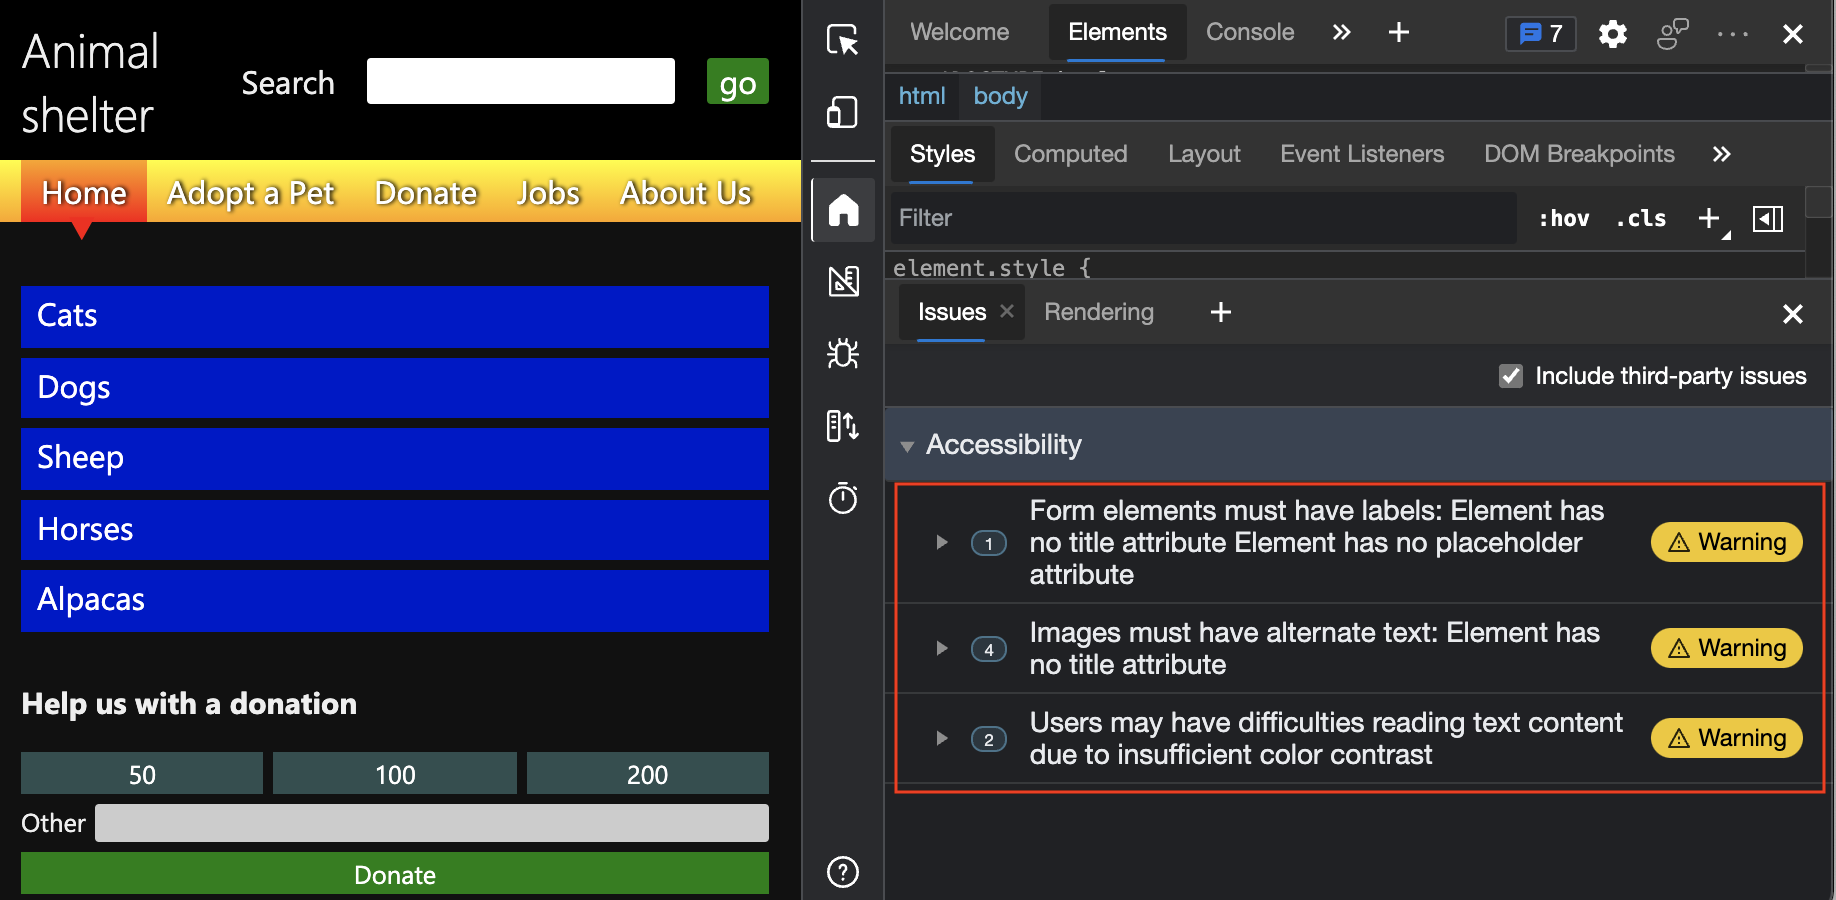 Animal
shelter
Search
go
Home Adopt a Pet Donate Jobs About Us
Cats
Dogs
Sheep
Horses
Alpacas
Help us with a donation
50 100 200
Other
Donate
Welcome Elements Console » + 7
html body
Styles Computed Layout Event Listeners DOM Breakpoints »
Filter :hov .cls +
element.style {
Issues × Rendering +
Include third-party issues
Accessibility
1 Form elements must have labels: Element has
no title attribute Element has no placeholder
attribute
Warning
4 Images must have alternate text: Element has
no title attribute
Warning
2 Users may have difficulties reading text content
due to insufficient color contrast
Warning